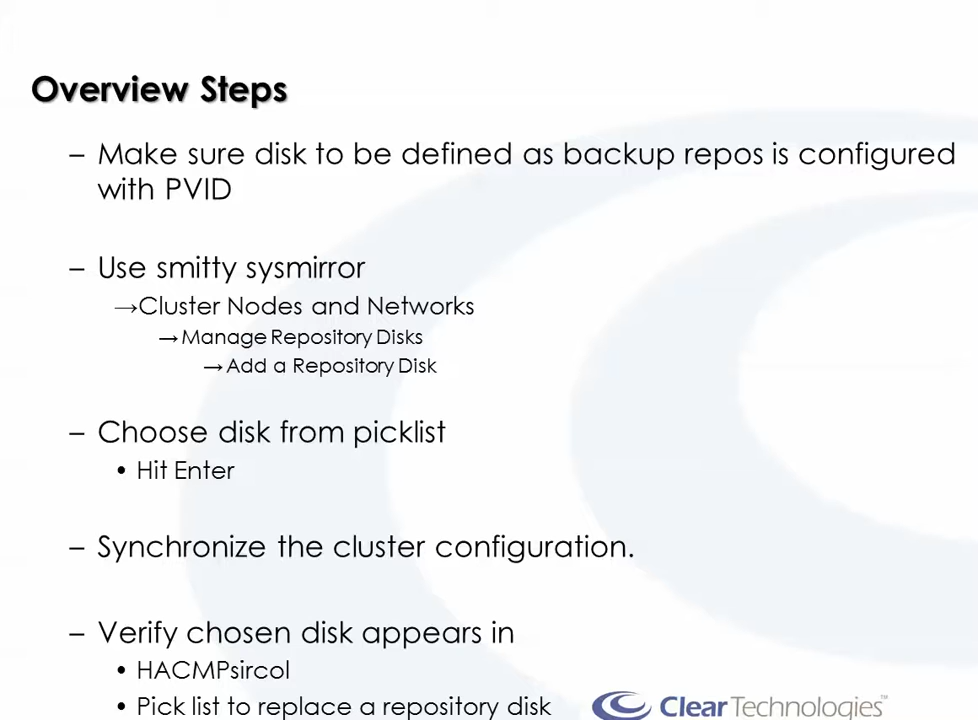 Overview Steps
– Make sure disk to be defined as backup repos is configured
with PVID
– Use smitty sysmirror
→Cluster Nodes and Networks
→Manage Repository Disks
→Add a Repository Disk
– Choose disk from picklist
• Hit Enter
– Synchronize the cluster configuration.
– Verify chosen disk appears in
• HACMPsircol
• Pick list to replace a repository disk
ClearTechnologies™